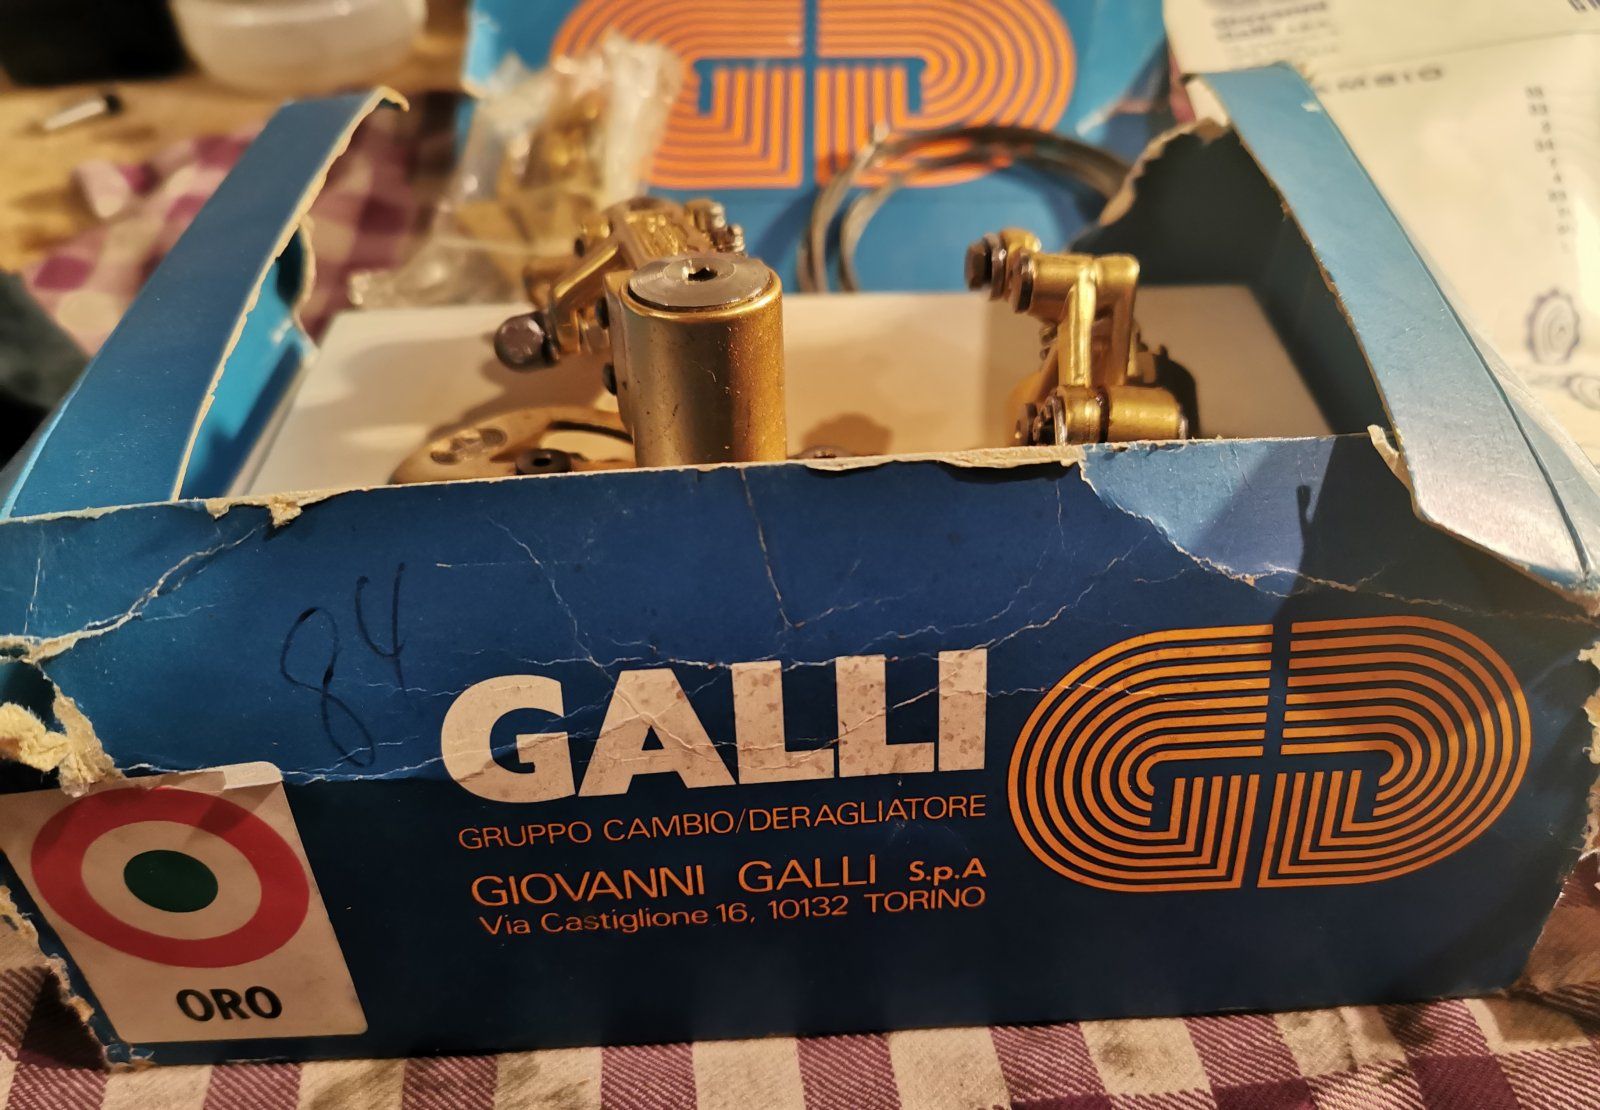 84
GALLI
GRUPPO CAMBIO/DERAGLIATORE
GIOVANNI GALLI S.p.A
Via Castiglione 16, 10132 TORINO
ORO